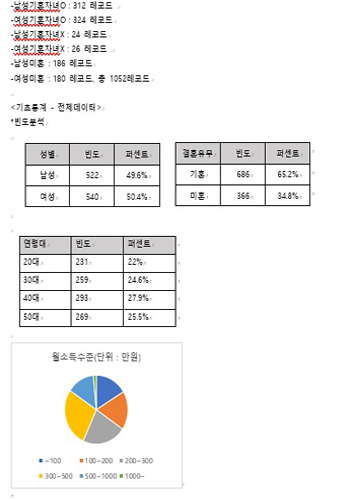 -남성기혼자녀O : 312 레코드
-여성기혼자녀O : 324 레코드
-남성기혼자녀X : 24 레코드
-여성기혼자녀X : 26 레코드
-남성미혼 : 186 레코드
-여성미혼 : 180 레코드, 총 1052레코드
<기초통계 - 전체데이터>
*빈도분석
성별 빈도 퍼센트
남성 522 49.6%
여성 540 50.4%
결혼유무 빈도 퍼센트
기혼 686 65.2%
미혼 366 34.8%
연령대 빈도 퍼센트
20대 231 22%
30대 259 24.6%
40대 293 27.9%
50대 269 25.5%
월소득수준(단위 : 만원)
~100 100~200 200~300
300~500 500~1000 1000~